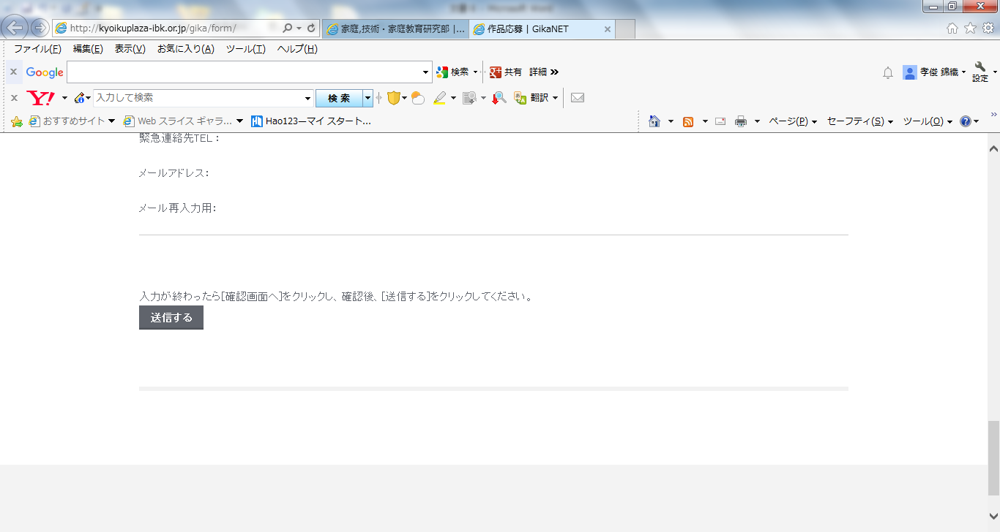 http://kyoikuplaza-ibk.or.jp/gika/form/
家庭,技術・家庭教育研究部 |...
作品応募 | GikaNET
ファイル(F) 編集(E) 表示(V) お気に入り(A) ツール(T) ヘルプ(H)
x Google 検索 共有 詳細 » 孝俊 錦織 設定
x Y! 入力して検索 検 索 翻訳
おすすめサイト Web スライス ギャラ... Hao123ーマイ スタート... ページ(P) セーフティ(S) ツール(O)
緊急連絡先TEL：
メールアドレス：
メール再入力用：
入力が終わったら[確認画面へ]をクリックし、確認後、[送信する]をクリックしてください。
送信する